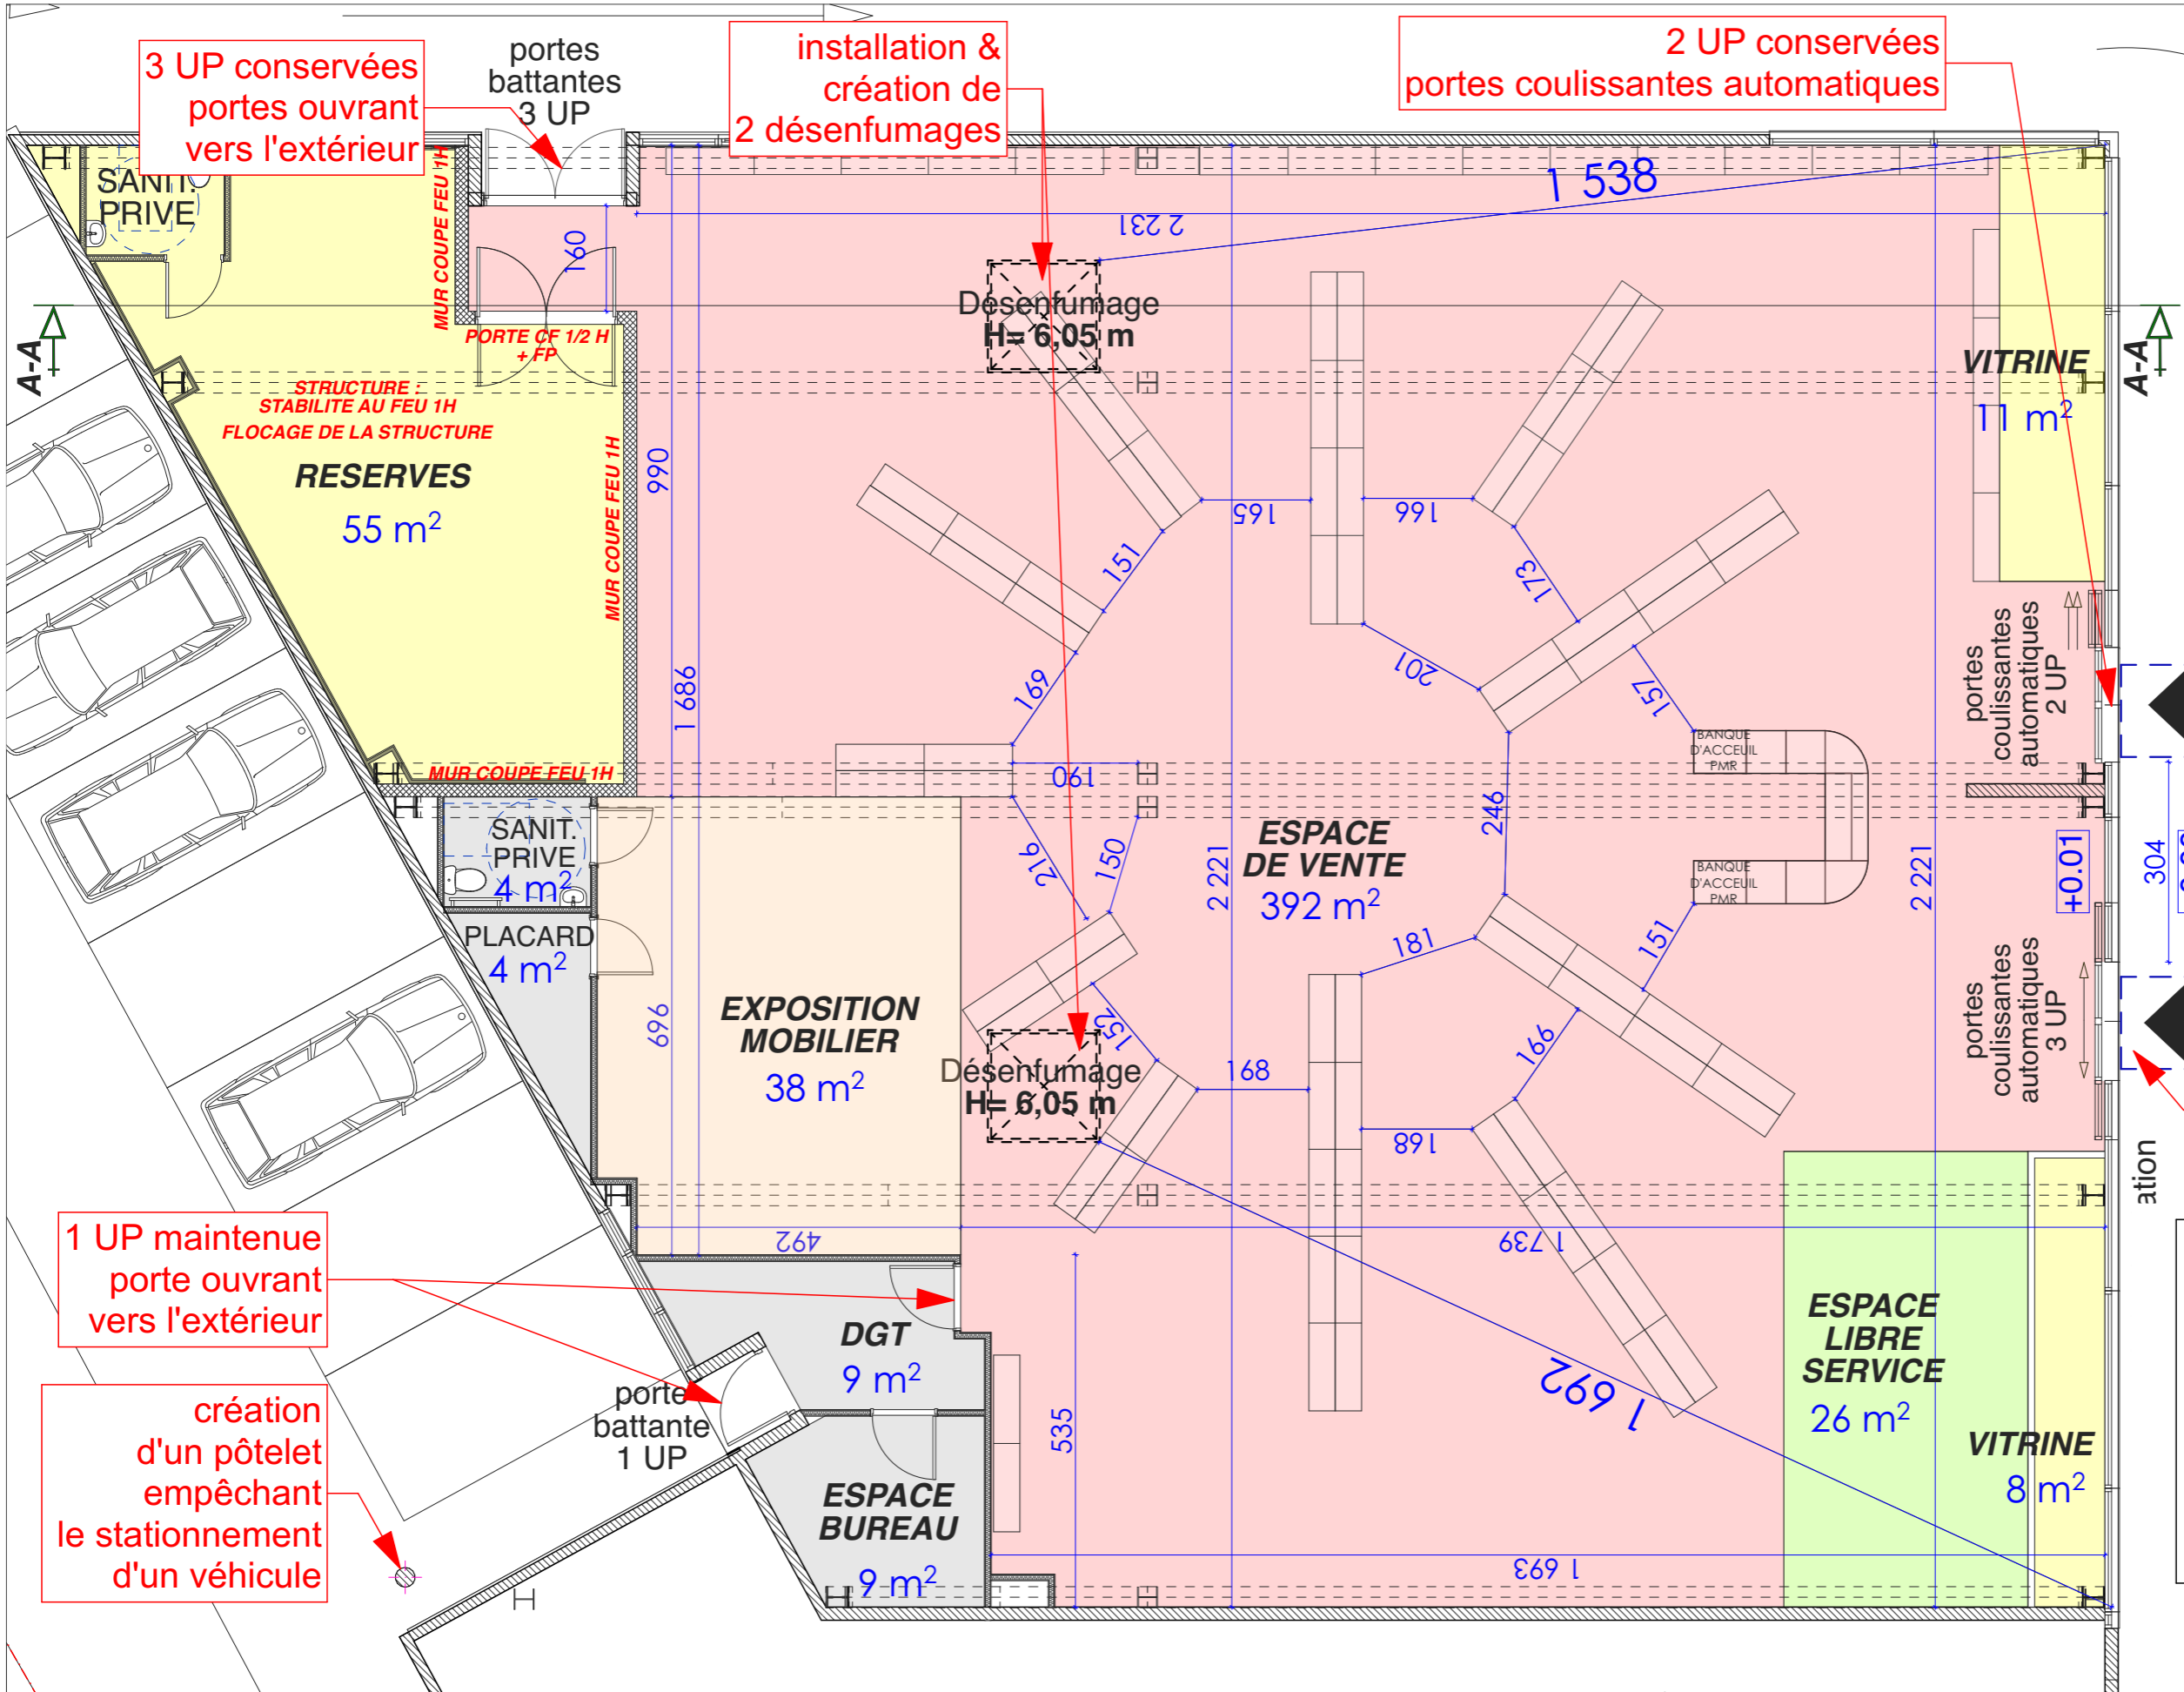 3 UP conservées
portes ouvrant
vers l'extérieur
portes
battantes
3 UP
installation &
création de
2 désenfumages
2 UP conservées
portes coulissantes automatiques
SANIT.
PRIVE
MUR COUPE FEU 1H
160
PORTE CF 1/2 H
+ FP
1 538
2 231
Désenfumage
H= 6,05 m
A-A
A-A
VITRINE
11 m²
STRUCTURE :
STABILITE AU FEU 1H
FLOCAGE DE LA STRUCTURE
RESERVES
55 m²
MUR COUPE FEU 1H
990
165
166
151
173
169
201
157
1 686
portes
coulissantes
automatiques
2 UP
BANQUE
D'ACCEUIL
PMR
MUR COUPE FEU 1H
160
246
SANIT.
PRIVE
4 m²
216
150
ESPACE
DE VENTE
392 m²
2 221
2 221
BANQUE
D'ACCEUIL
PMR
+0.01
304
PLACARD
4 m²
181
151
portes
coulissantes
automatiques
3 UP
EXPOSITION
MOBILIER
38 m²
696
152
166
Désenfumage
H= 6,05 m
168
168
ation
1 UP maintenue
porte ouvrant
vers l'extérieur
492
1 739
DGT
9 m²
ESPACE
LIBRE
SERVICE
26 m²
1 692
création
d'un pôtelet
empêchant
le stationnement
d'un véhicule
porte
battante
1 UP
535
VITRINE
8 m²
ESPACE
BUREAU
9 m²
1 693